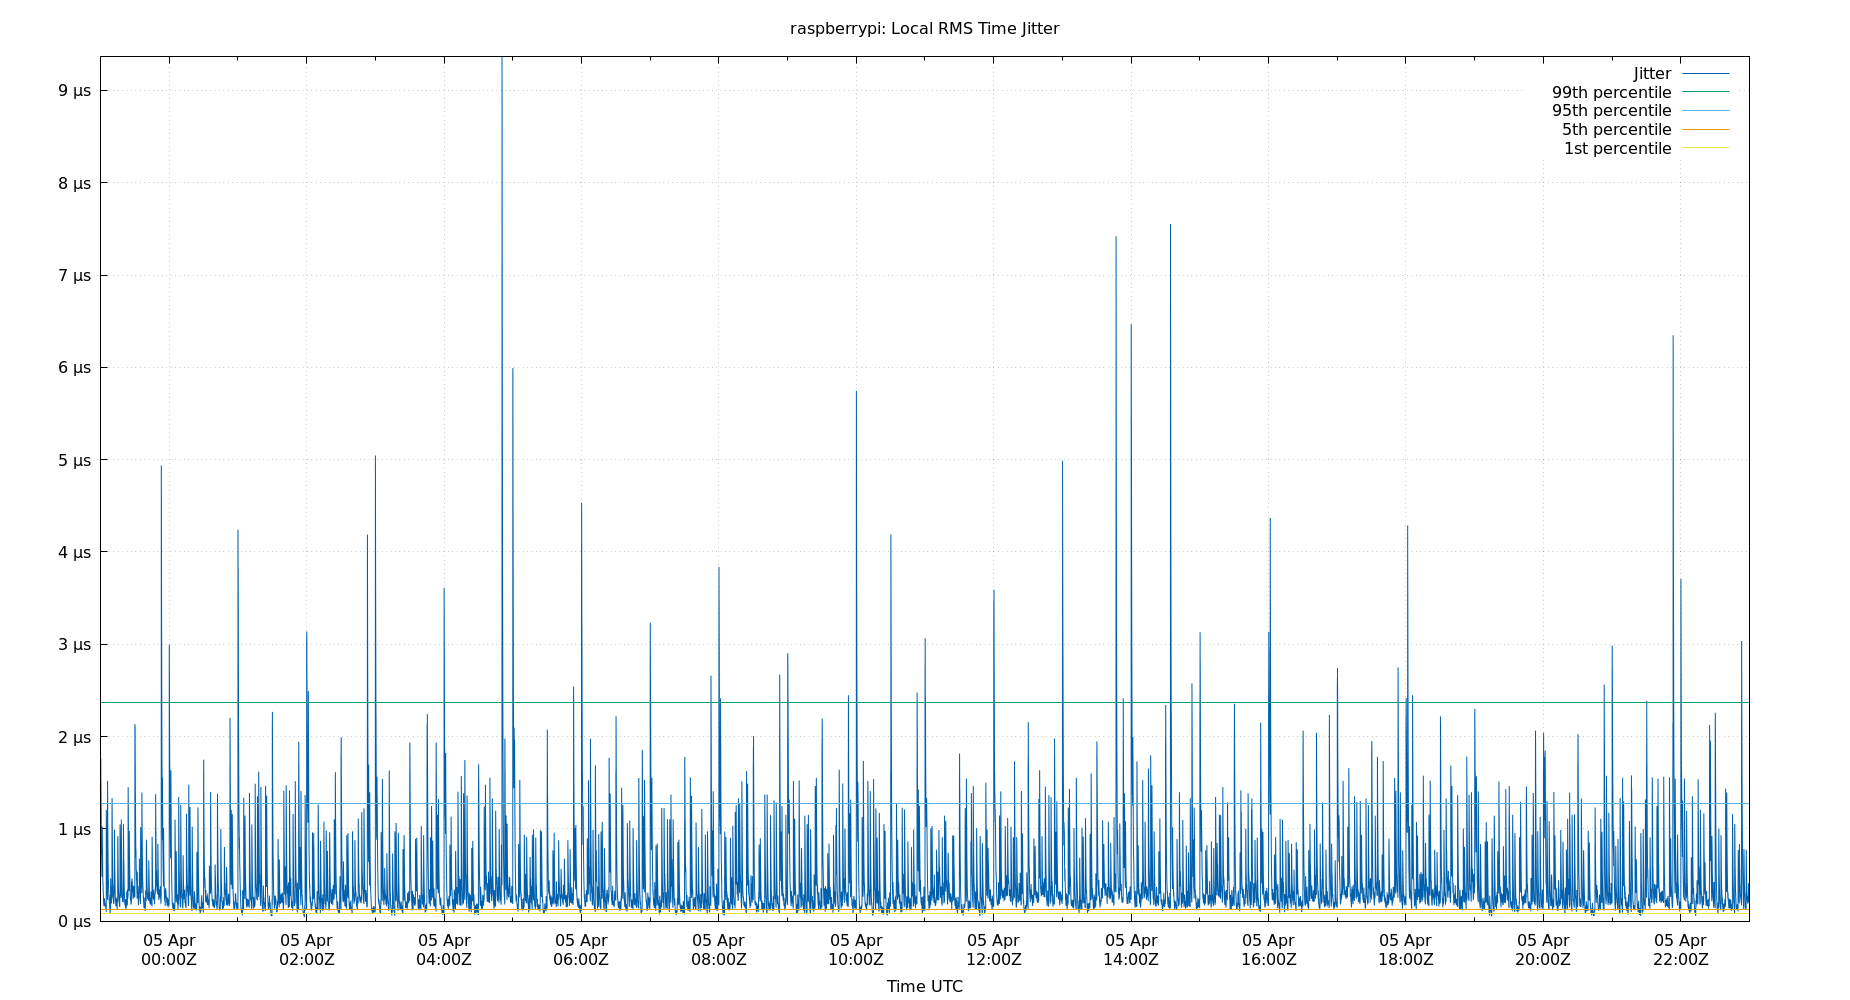 raspberrypi: Local RMS Time Jitter
Jitter
99th percentile
95th percentile
5th percentile
1st percentile
9 µs
8 µs
7 µs
6 µs
5 µs
4 µs
3 µs
2 µs
1 µs
0 µs
05 Apr 05 Apr 05 Apr 05 Apr 05 Apr 05 Apr 05 Apr 05 Apr 05 Apr 05 Apr 05 Apr 05 Apr
00:00Z 02:00Z 04:00Z 06:00Z 08:00Z 10:00Z 12:00Z 14:00Z 16:00Z 18:00Z 20:00Z 22:00Z
Time UTC